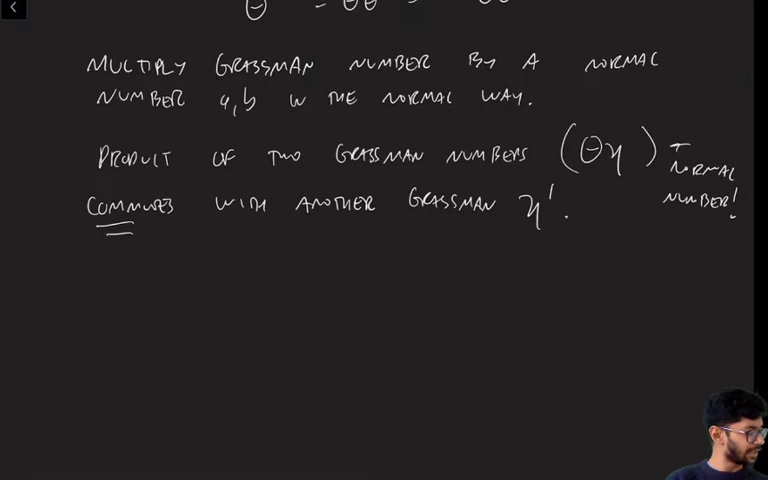 MULTIPLY GRASSMAN NUMBER BY A NORMAL
NUMBER a,b IN THE NORMAL WAY.
PRODUCT OF TWO GRASSMAN NUMBERS (Θη) ← NORMAL NUMBER!
COMMUTES WITH ANOTHER GRASSMAN η'.